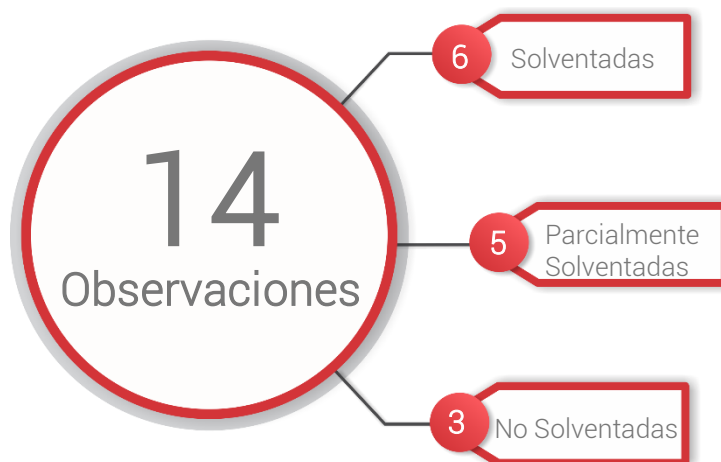 14
Observaciones
6
Solventadas
5
Parcialmente
Solventadas
3
No Solventadas